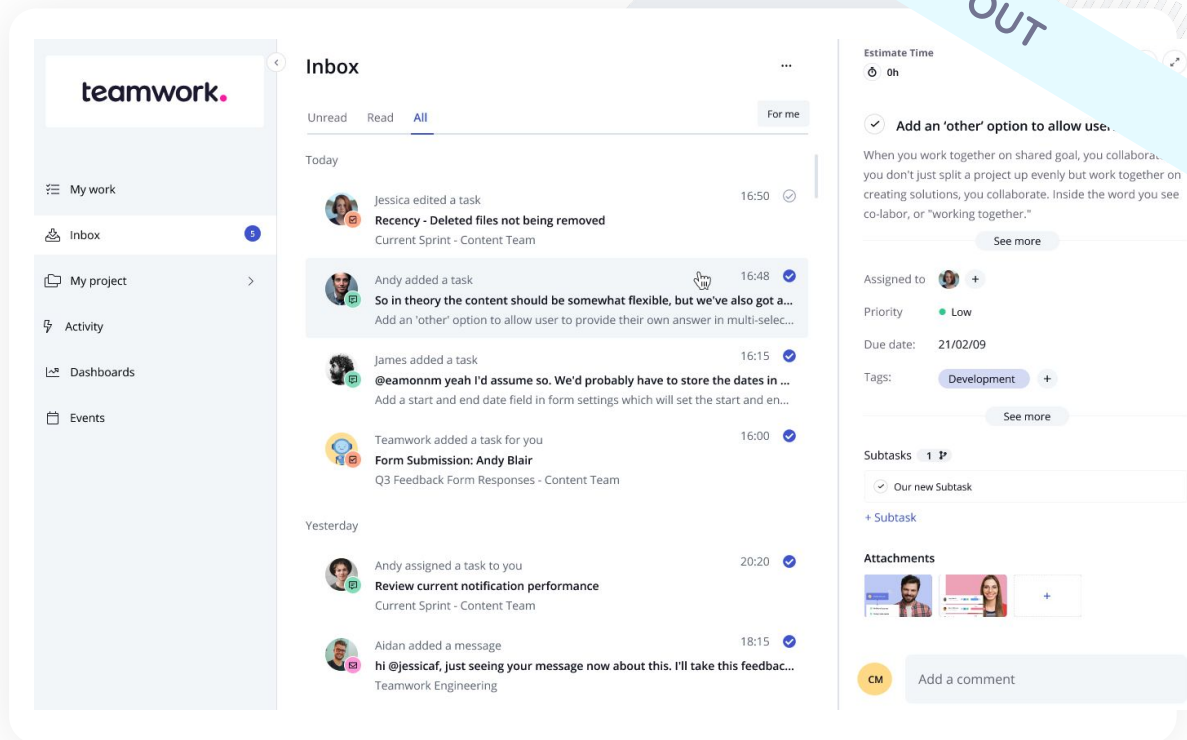 OUT
teamwork.
My work
Inbox
5
My project
Activity
Dashboards
Events
Inbox
...
Unread Read All
For me
Today
Jessica edited a task
16:50
Recency - Deleted files not being removed
Current Sprint - Content Team
Andy added a task
16:48
So in theory the content should be somewhat flexible, but we've also got a...
Add an 'other' option to allow user to provide their own answer in multi-selec...
James added a task
16:15
@eamonnm yeah I'd assume so. We'd probably have to store the dates in ...
Add a start and end date field in form settings which will set the start and en...
Teamwork added a task for you
16:00
Form Submission: Andy Blair
Q3 Feedback Form Responses - Content Team
Yesterday
Andy assigned a task to you
20:20
Review current notification performance
Current Sprint - Content Team
Aidan added a message
18:15
hi @jessicaf, just seeing your message now about this. I'll take this feedbac...
Teamwork Engineering
Estimate Time
0h
Add an ‘other’ option to allow
When you work together on shared goal, you
you don't just split a project up evenly but work together on
creating solutions, you collaborate. Inside the word you see
co-labor, or "working together."
See more
Assigned to
+
Priority Low
Due date: 21/02/09
Tags: Development +
See more
Subtasks 1
Our new Subtask
+ Subtask
Attachments
+
CM
Add a comment